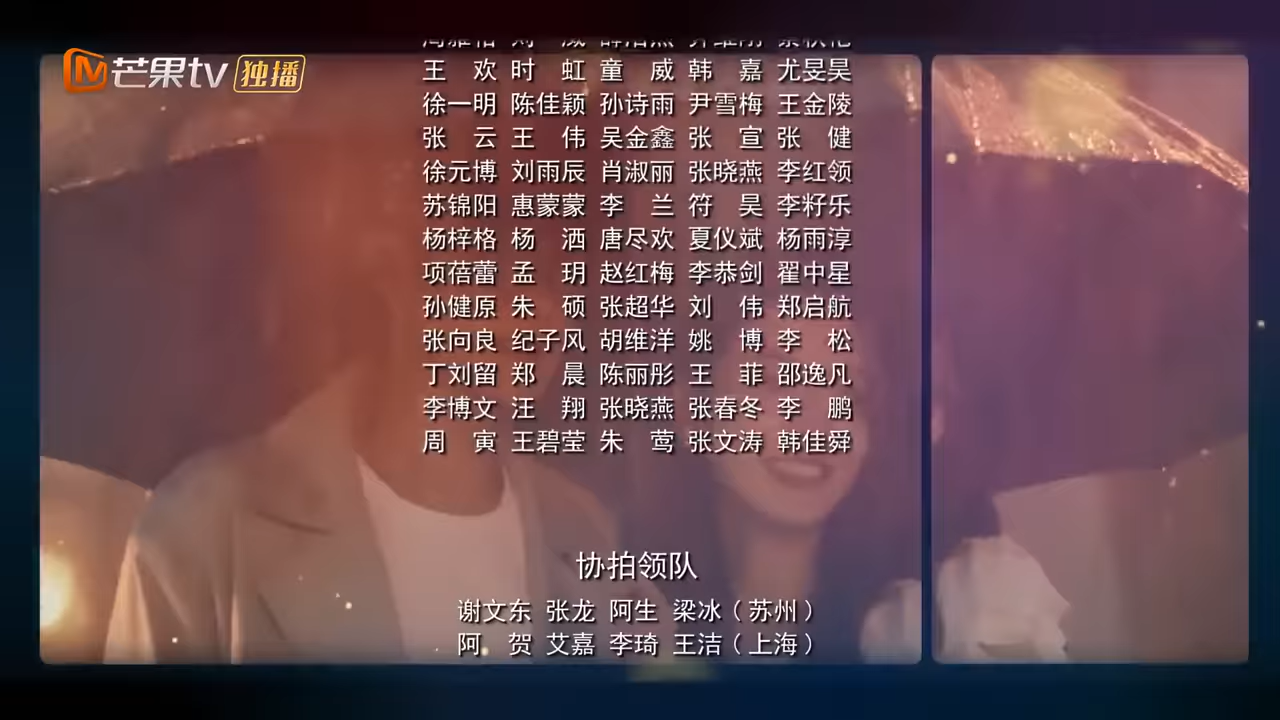 芒果tv 独播
王　欢 时　虹 童　威 韩　嘉 尤旻昊
徐一明 陈佳颖 孙诗雨 尹雪梅 王金陵
张　云 王　伟 吴金鑫 张　宣 张　健
徐元博 刘雨辰 肖淑丽 张晓燕 李红领
苏锦阳 惠蒙蒙 李　兰 符　昊 李籽乐
杨梓格 杨　洒 唐尽欢 夏仪斌 杨雨淳
项蓓蕾 孟　玥 赵红梅 李恭剑 翟中星
孙健原 朱　硕 张超华 刘　伟 郑启航
张向良 纪子风 胡维洋 姚　博 李　松
丁刘留 郑　晨 陈丽彤 王　菲 邵逸凡
李博文 汪　翔 张晓燕 张春冬 李　鹏
周　寅 王碧莹 朱　莺 张文涛 韩佳舜
协拍领队
谢文东 张龙 阿生 梁冰（苏州）
阿　贺 艾嘉 李琦 王洁（上海）